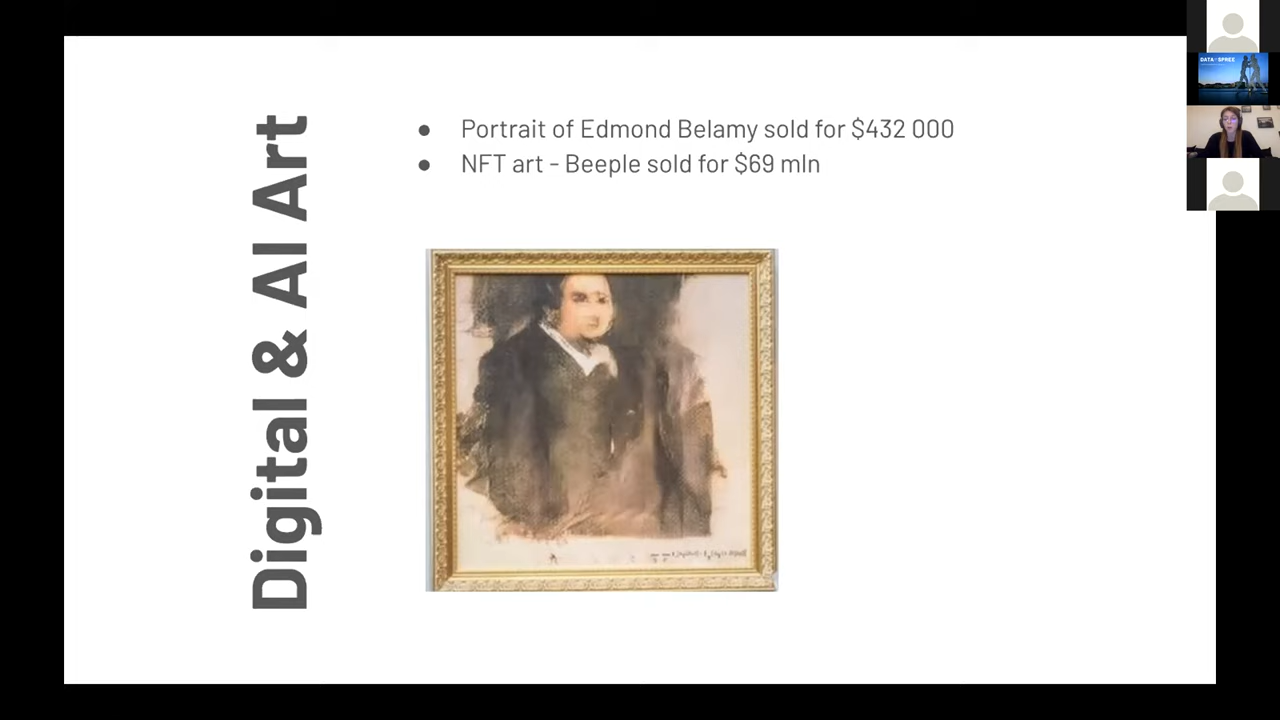 Digital & AI Art
● Portrait of Edmond Belamy sold for $432 000
● NFT art - Beeple sold for $69 mln
DATA SPREE